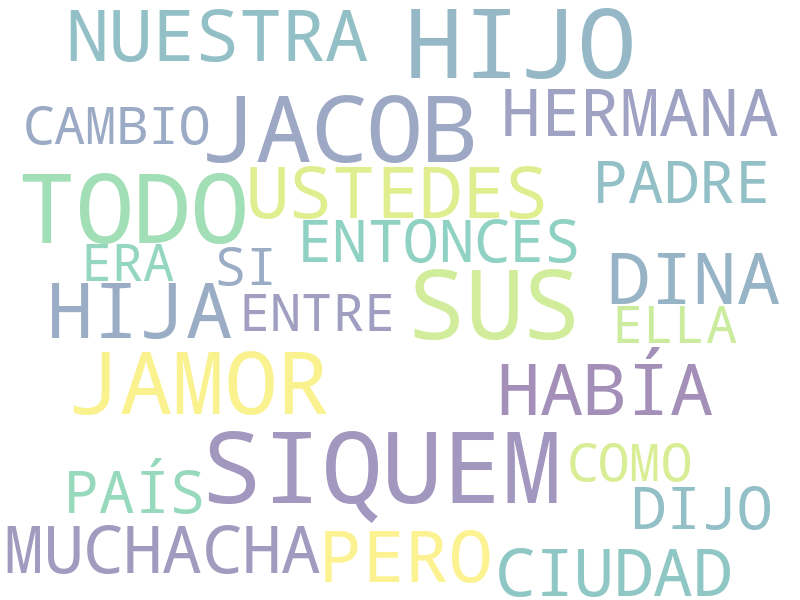 NUESTRA HIJO
CAMBIO JACOB HERMANA
TODO USTEDES PADRE
ERA SI ENTONCES DINA
HIJA ENTRE SUS ELLA
JAMOR HABÍA
PAÍS SIQUEM COMO
DIJO
MUCHACHA PERO CIUDAD